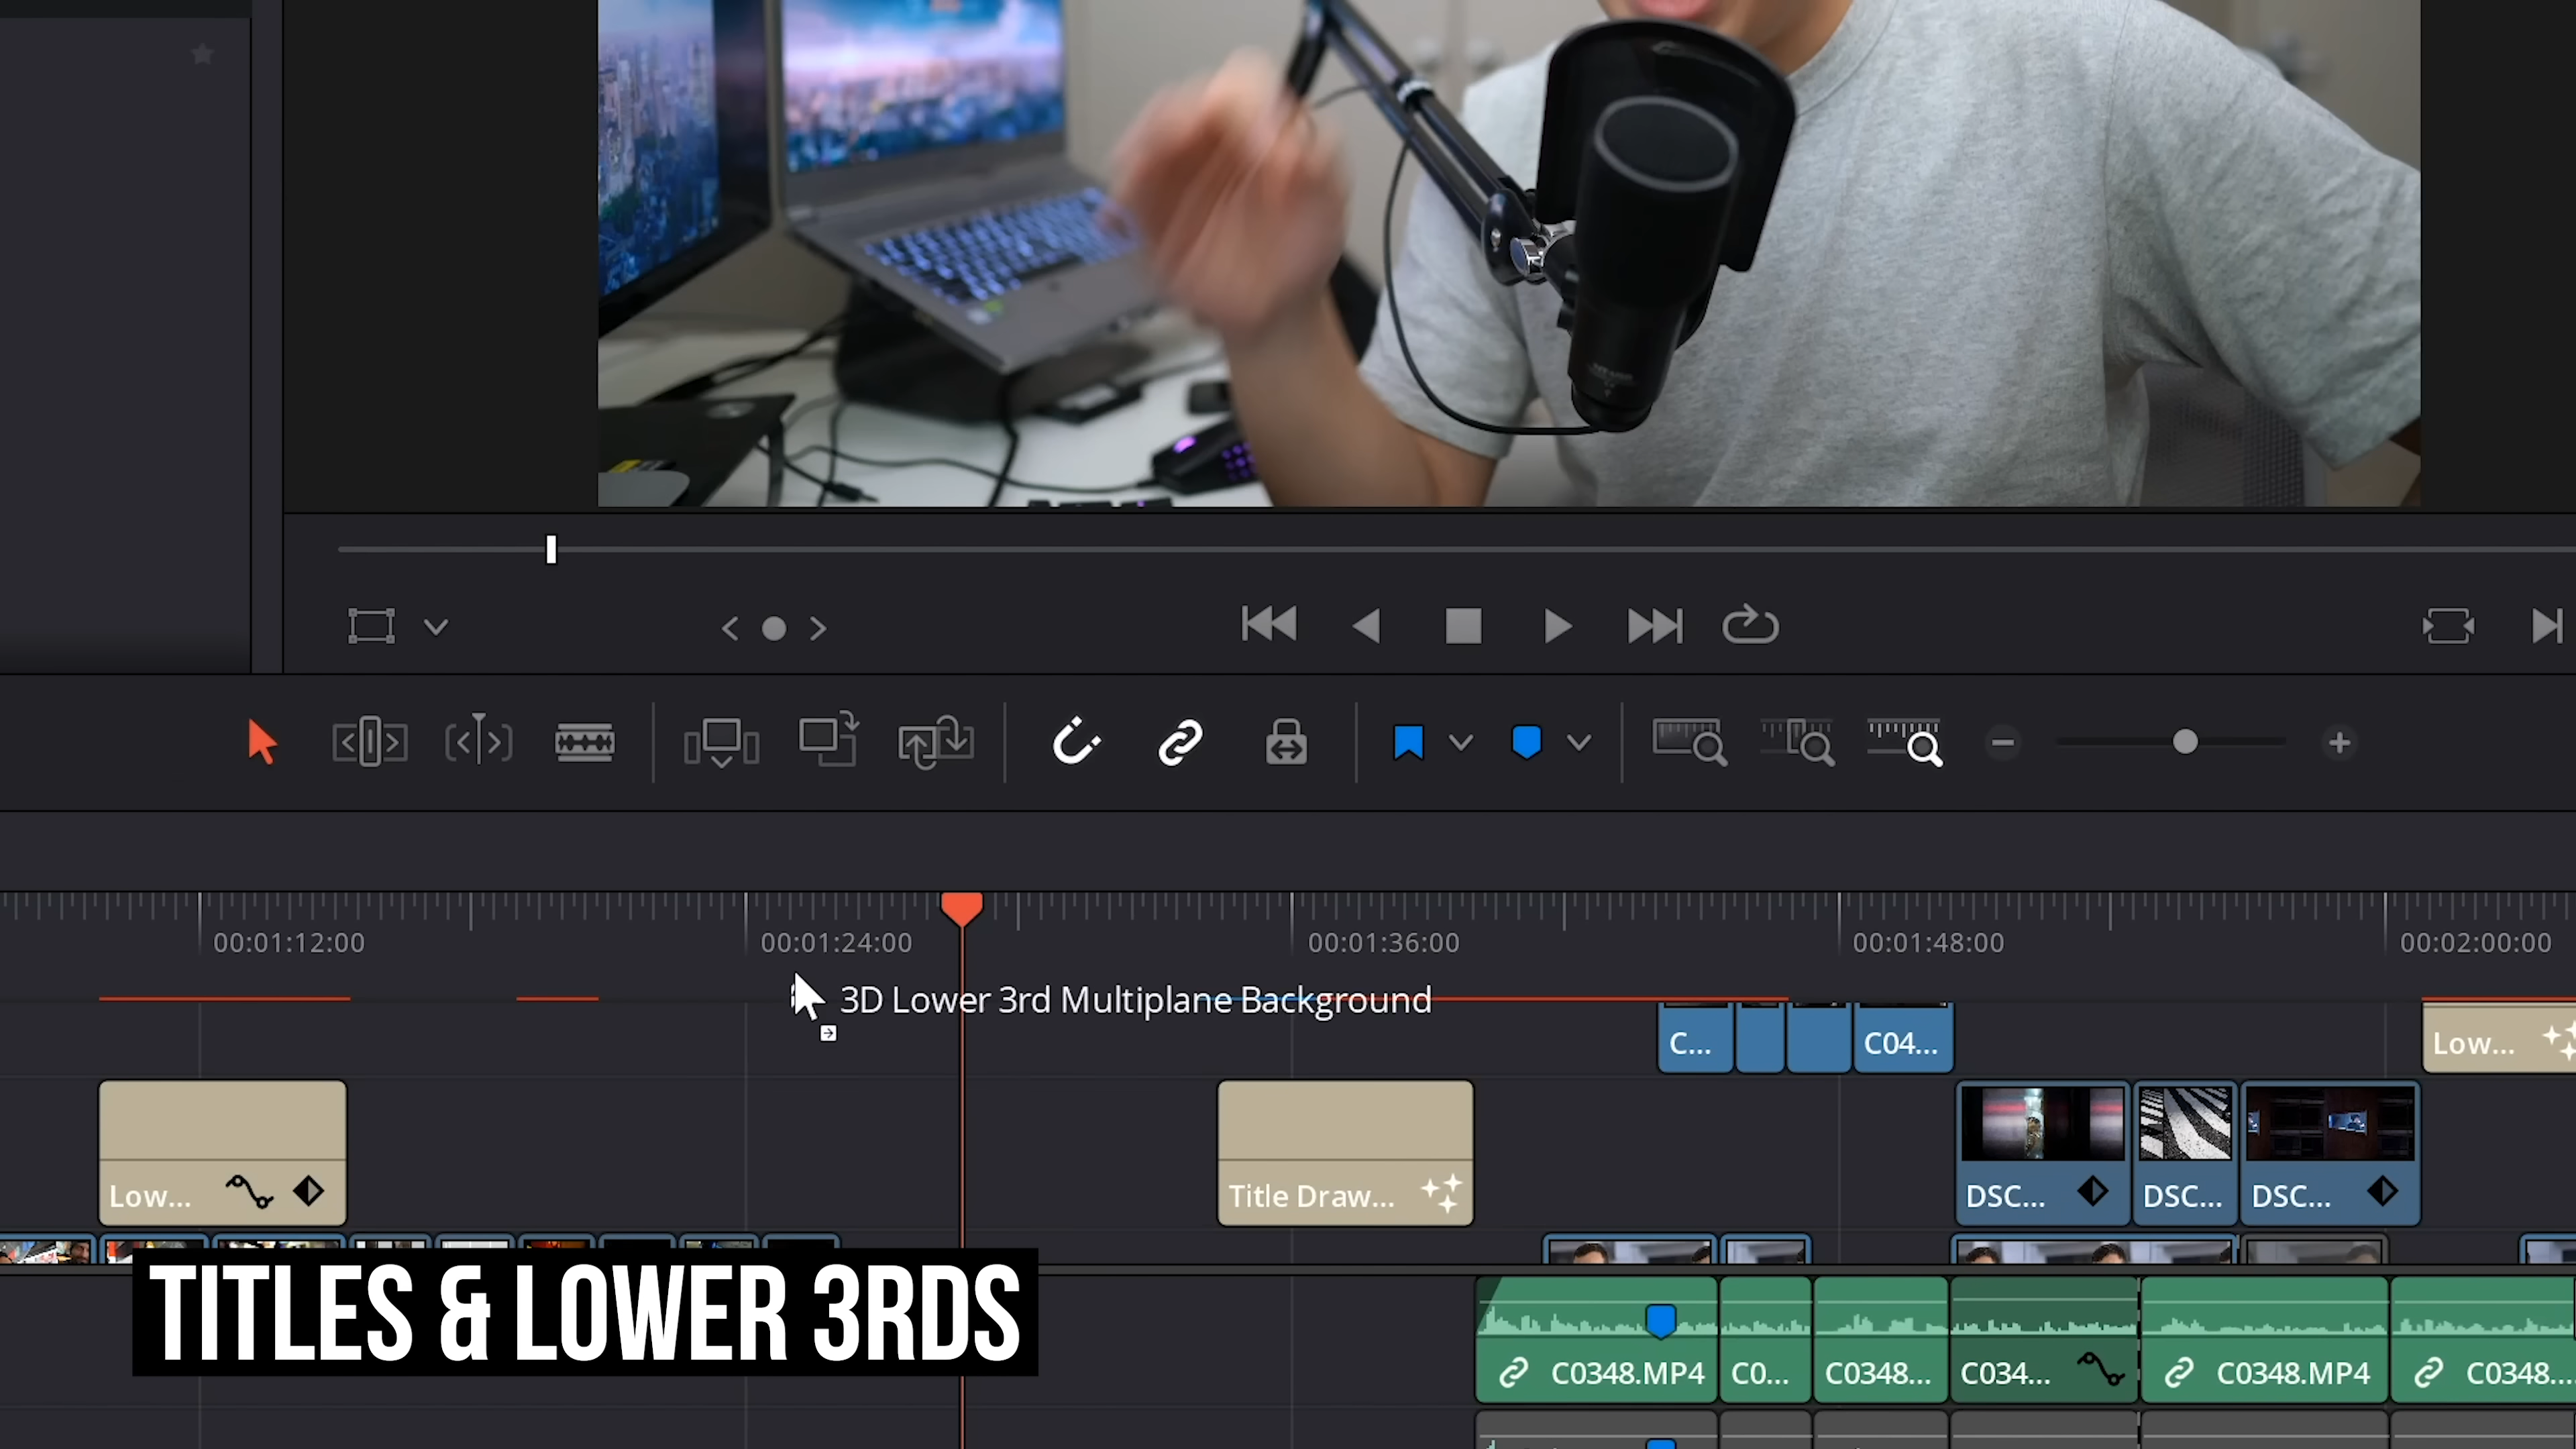 00:01:12:00
00:01:24:00
00:01:36:00
00:01:48:00
00:02:00:00
3D Lower 3rd Multiplane Background
C...
C04...
Low...
Low...
Title Draw...
DSC...
DSC...
DSC...
TITLES & LOWER 3RDS
C0348.MP4
C0...
C0348...
C034...
C0348.MP4
C0348....